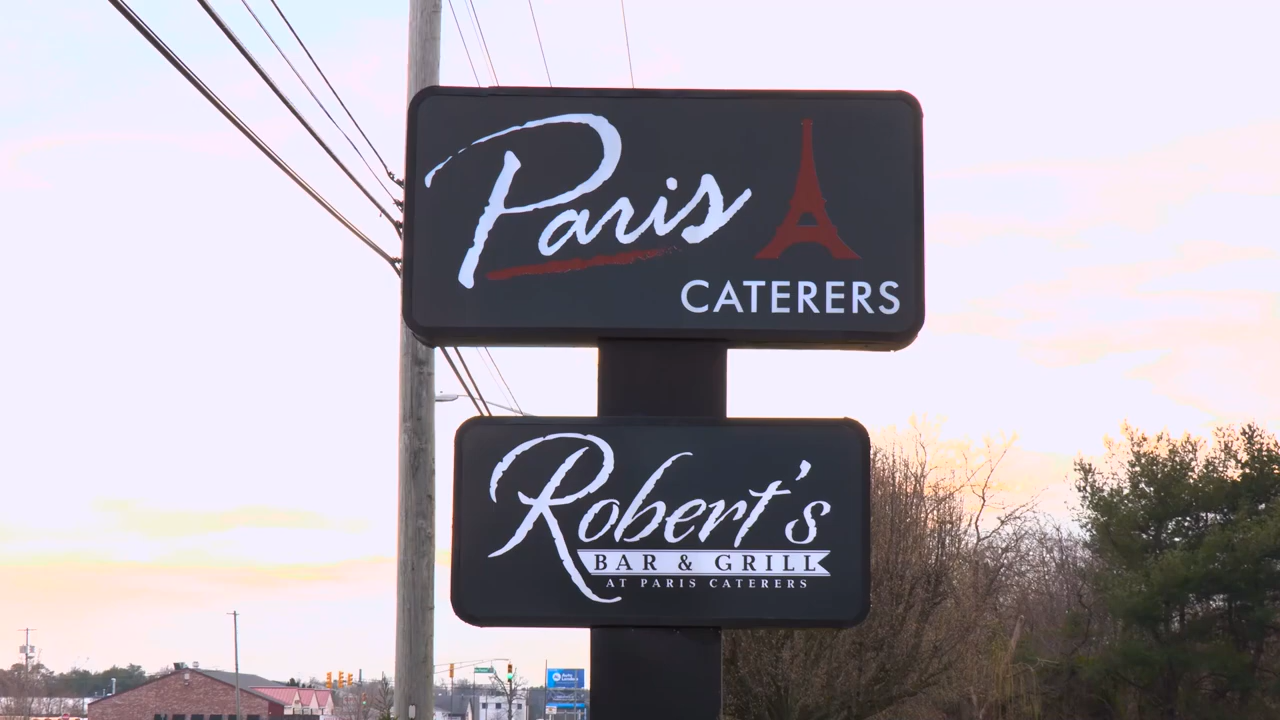 Paris
CATERERS
Robert's
BAR & GRILL
AT PARIS CATERERS